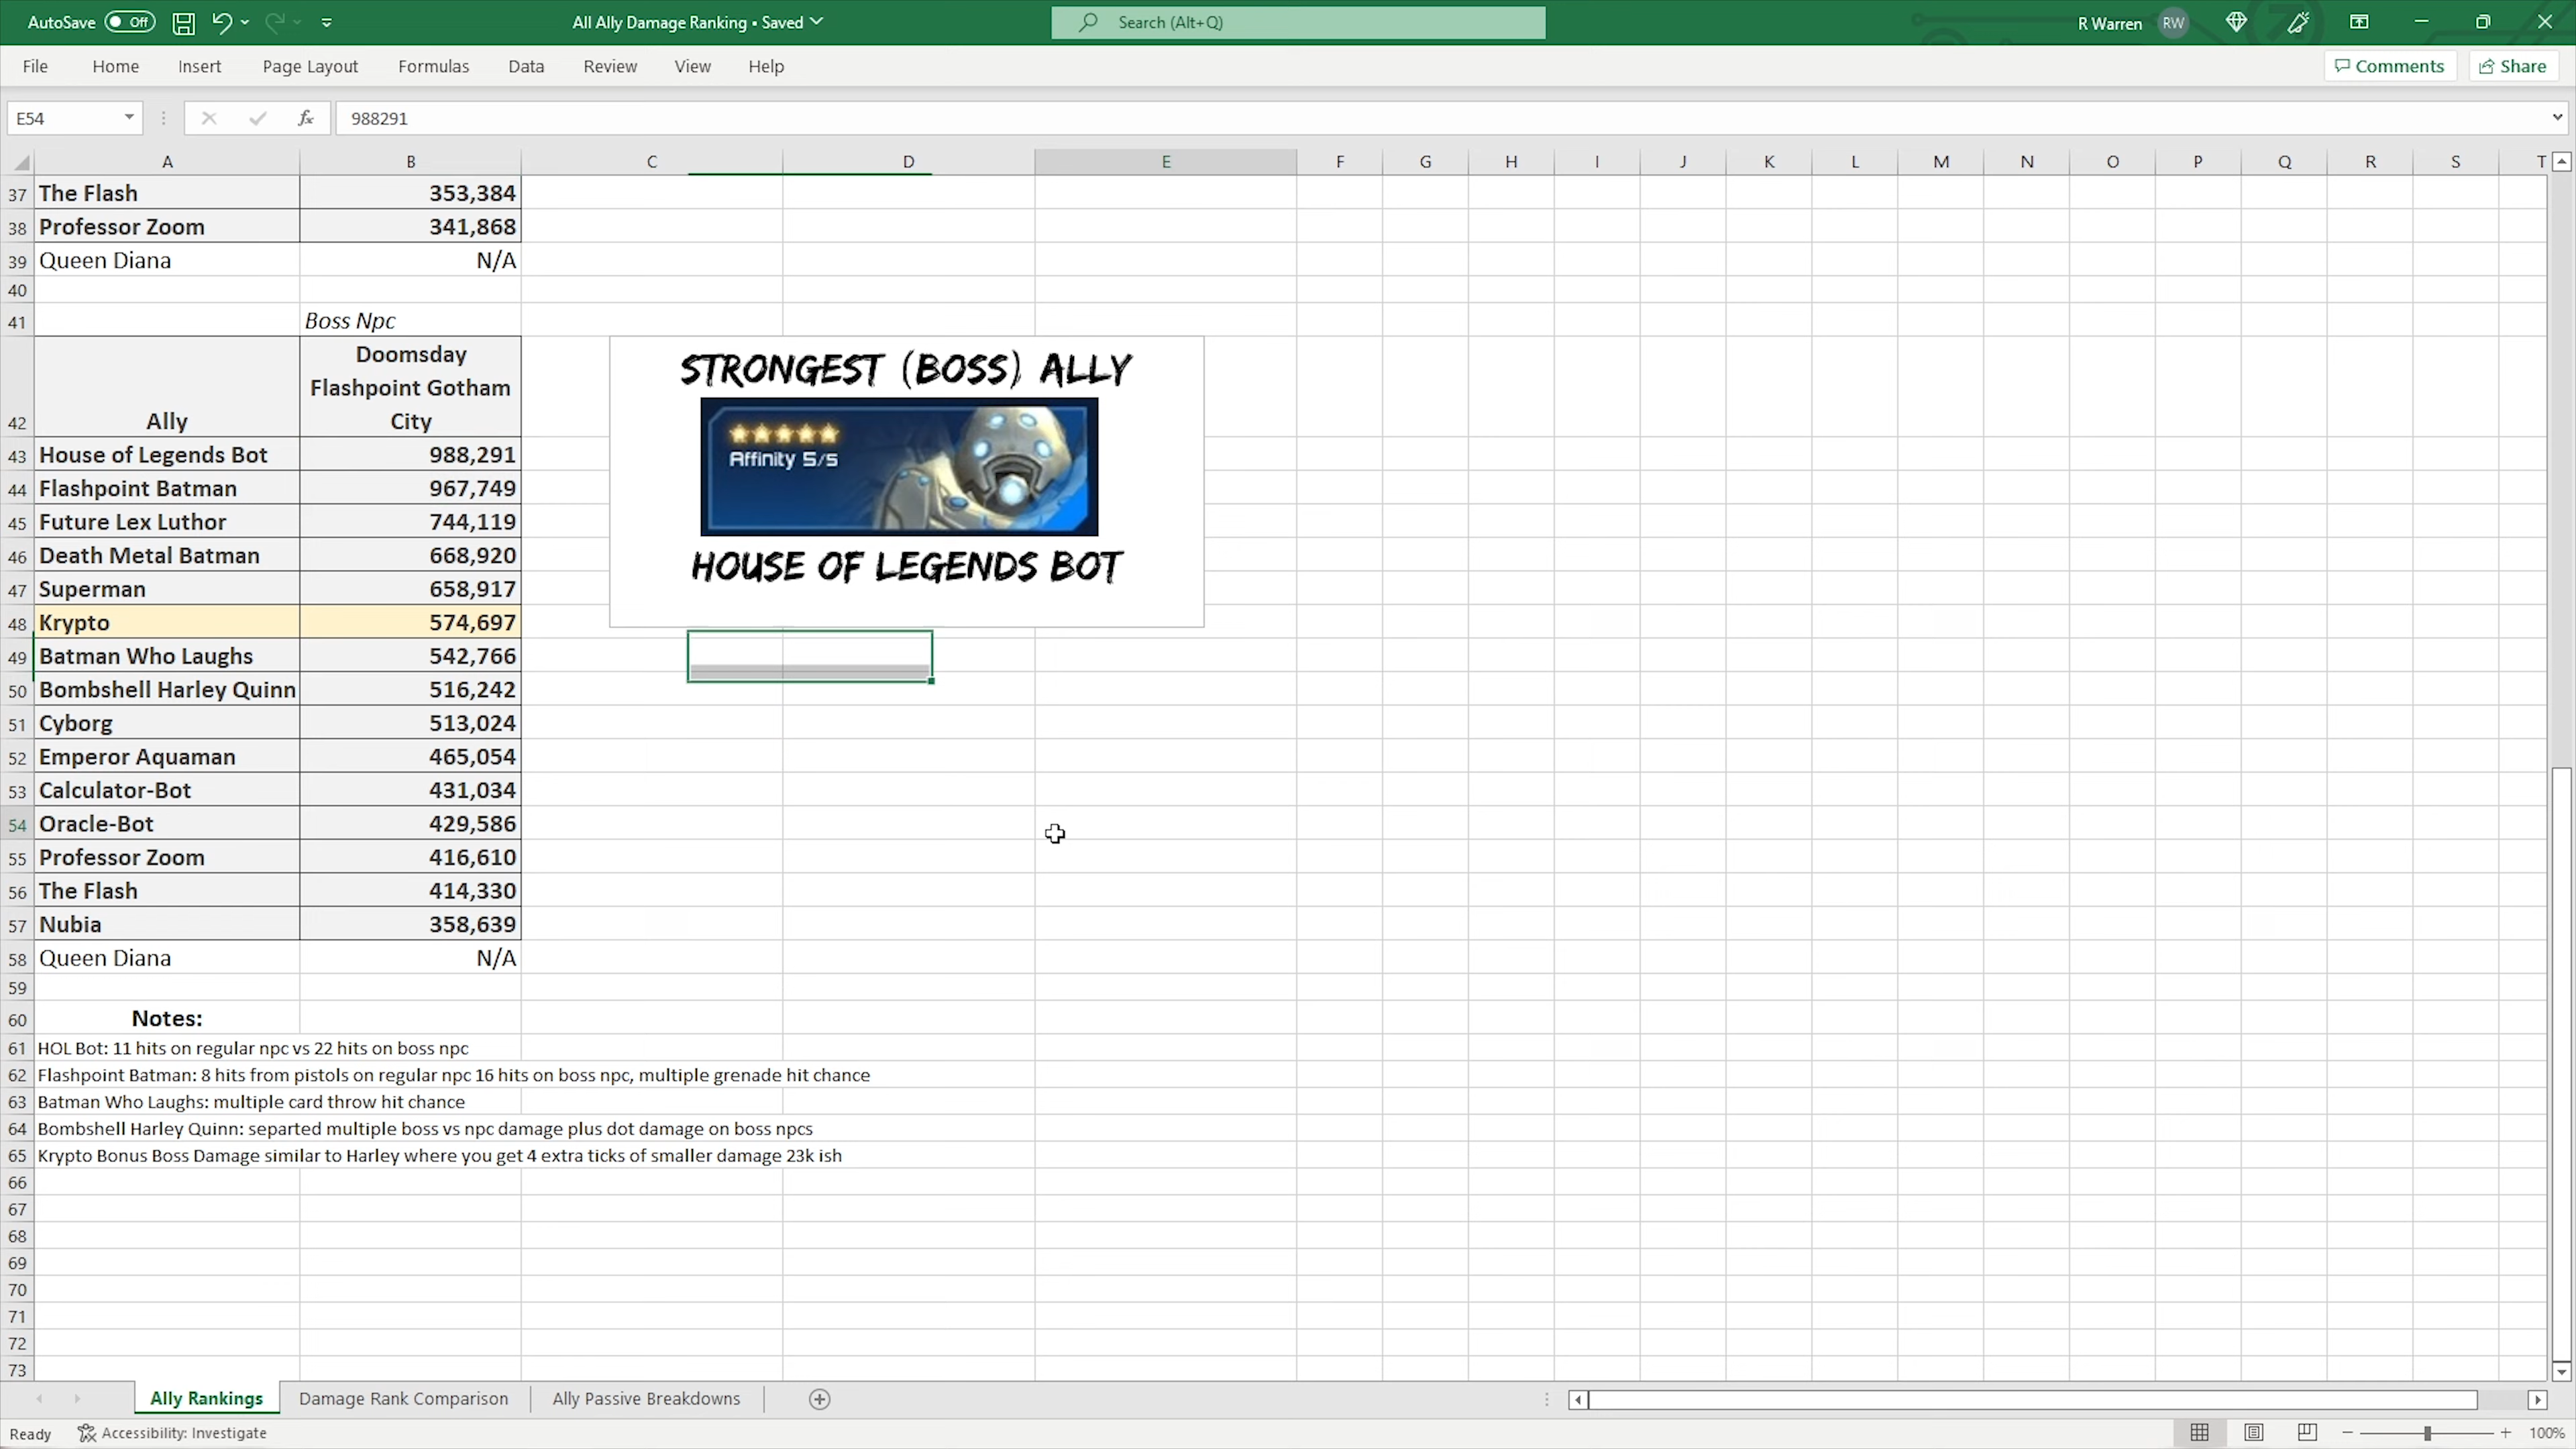 AutoSave Off All Ally Damage Ranking • Saved Search (Alt+Q) R Warren RW
File Home Insert Page Layout Formulas Data Review View Help Comments Share
E54 fx 988291
A B C D E F G H I J K L M N O P Q R S T
37 The Flash 353,384
38 Professor Zoom 341,868
39 Queen Diana N/A
40
41 Boss Npc
Doomsday
Flashpoint Gotham
42 Ally City
STRONGEST (BOSS) ALLY
Affinity 5/5
HOUSE OF LEGENDS BOT
43 House of Legends Bot 988,291
44 Flashpoint Batman 967,749
45 Future Lex Luthor 744,119
46 Death Metal Batman 668,920
47 Superman 658,917
48 Krypto 574,697
49 Batman Who Laughs 542,766
50 Bombshell Harley Quinn 516,242
51 Cyborg 513,024
52 Emperor Aquaman 465,054
53 Calculator-Bot 431,034
54 Oracle-Bot 429,586
55 Professor Zoom 416,610
56 The Flash 414,330
57 Nubia 358,639
58 Queen Diana N/A
59
60 Notes:
61 HOL Bot: 11 hits on regular npc vs 22 hits on boss npc
62 Flashpoint Batman: 8 hits from pistols on regular npc 16 hits on boss npc, multiple grenade hit chance
63 Batman Who Laughs: multiple card throw hit chance
64 Bombshell Harley Quinn: separted multiple boss vs npc damage plus dot damage on boss npcs
65 Krypto Bonus Boss Damage similar to Harley where you get 4 extra ticks of smaller damage 23k ish
66
67
68
69
70
71
72
73
Ally Rankings Damage Rank Comparison Ally Passive Breakdowns
Ready Accessibility: Investigate 100%